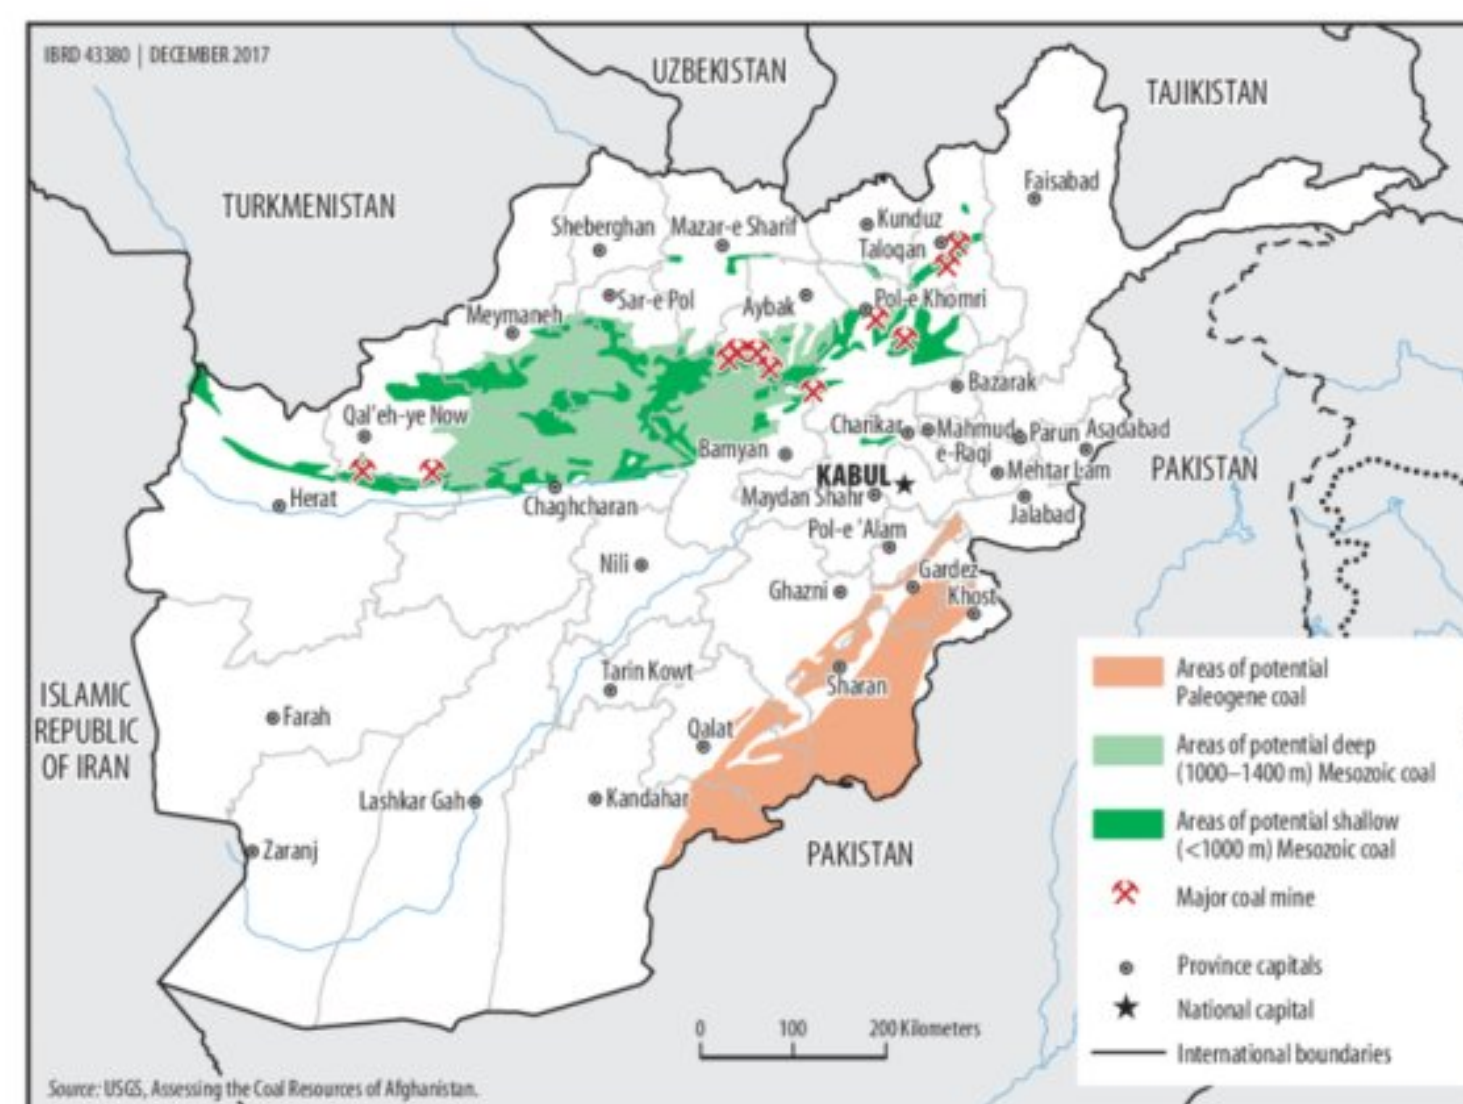 IBRD 43380 | DECEMBER 2017
UZBEKISTAN
TAJIKISTAN
TURKMENISTAN
Faisabad
Sheberghan
Mazar-e Sharif
Kunduz
Taloqan
Sar-e Pol
Aybak
Pol-e Khomri
Meymaneh
Bazarak
Qal'eh-ye Now
Charikar
Mahmud-
e-Raqi
Parun
Asadabad
Bamyan
KABUL
Mehtar Lam
PAKISTAN
Herat
Chaghcharan
Maydan Shahr
Jalabad
Pol-e 'Alam
Nili
Ghazni
Gardez
Khost
Tarin Kowt
Sharan
ISLAMIC
REPUBLIC
OF IRAN
Farah
Qalat
Lashkar Gah
Kandahar
Zaranj
PAKISTAN
Areas of potential
Paleogene coal
Areas of potential deep
(1000–1400 m) Mesozoic coal
Areas of potential shallow
(<1000 m) Mesozoic coal
Major coal mine
Province capitals
National capital
International boundaries
0 100 200 Kilometers
Source: USGS, Assessing the Coal Resources of Afghanistan.